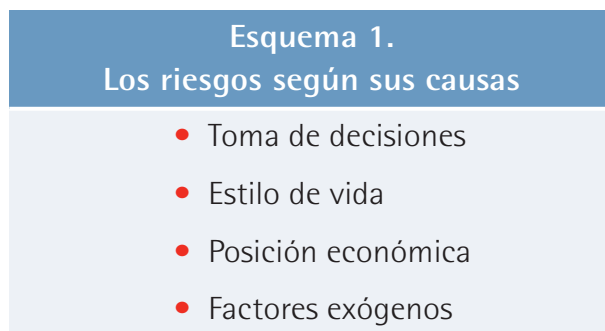 Esquema 1.
Los riesgos según sus causas
• Toma de decisiones
• Estilo de vida
• Posición económica
• Factores exógenos